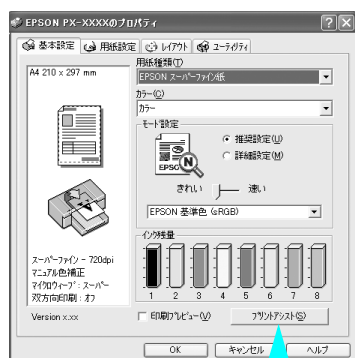 EPSON PX-XXXXのプロパティ
基本設定 用紙設定 レイアウト ユーティリティ
A4 210 x 297 mm
用紙種類(T)
EPSON スーパーファイン紙
カラー(C)
カラー
モード設定
推奨設定(U)
詳細設定(M)
EPSO
N
きれい 速い
EPSON 基準色 (sRGB)
スーパーファイン - 720dpi
マニュアル色補正
マイクロウィーブ : スーパー
双方向印刷 : オフ
Version x.xx
インク残量
1 2 3 4 5 6 7 8
印刷プレビュー(V)
プリントアシスト(S)
OK キャンセル ヘルプ